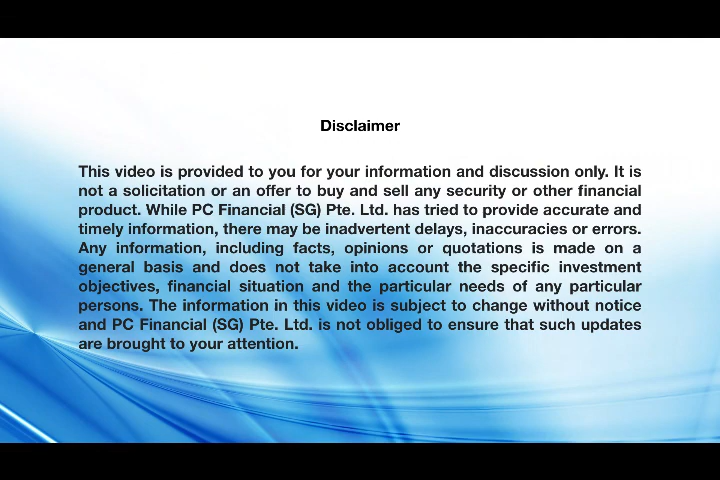 Disclaimer
This video is provided to you for your information and discussion only. It is
not a solicitation or an offer to buy and sell any security or other financial
product. While PC Financial (SG) Pte. Ltd. has tried to provide accurate and
timely information, there may be inadvertent delays, inaccuracies or errors.
Any information, including facts, opinions or quotations is made on a
general basis and does not take into account the specific investment
objectives, financial situation and the particular needs of any particular
persons. The information in this video is subject to change without notice
and PC Financial (SG) Pte. Ltd. is not obliged to ensure that such updates
are brought to your attention.